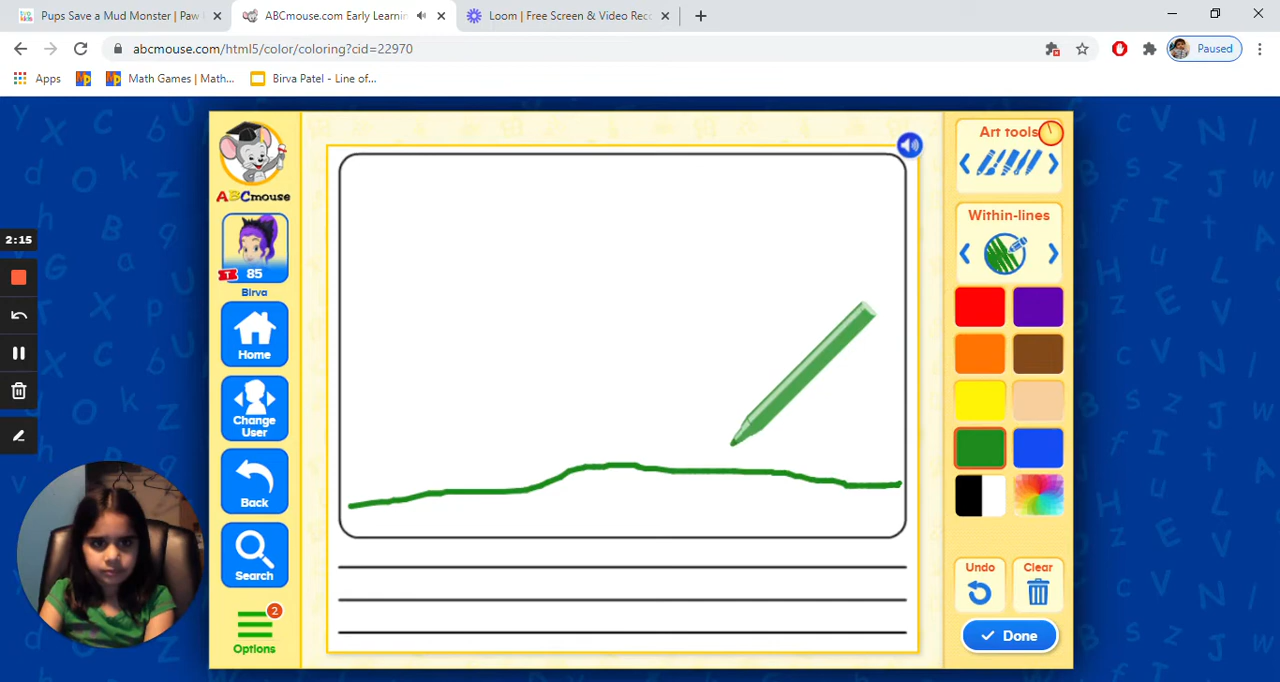 Pups Save a Mud Monster | Paw
ABCmouse.com Early Learnin
Loom | Free Screen & Video Rec
abcmouse.com/html5/color/coloring?cid=22970
Paused
Apps
Math Games | Math...
Birva Patel - Line of...
ABCmouse
85
Birva
Home
Change
User
Back
Search
2
Options
2:15
Art tools
Within-lines
Undo
Clear
Done